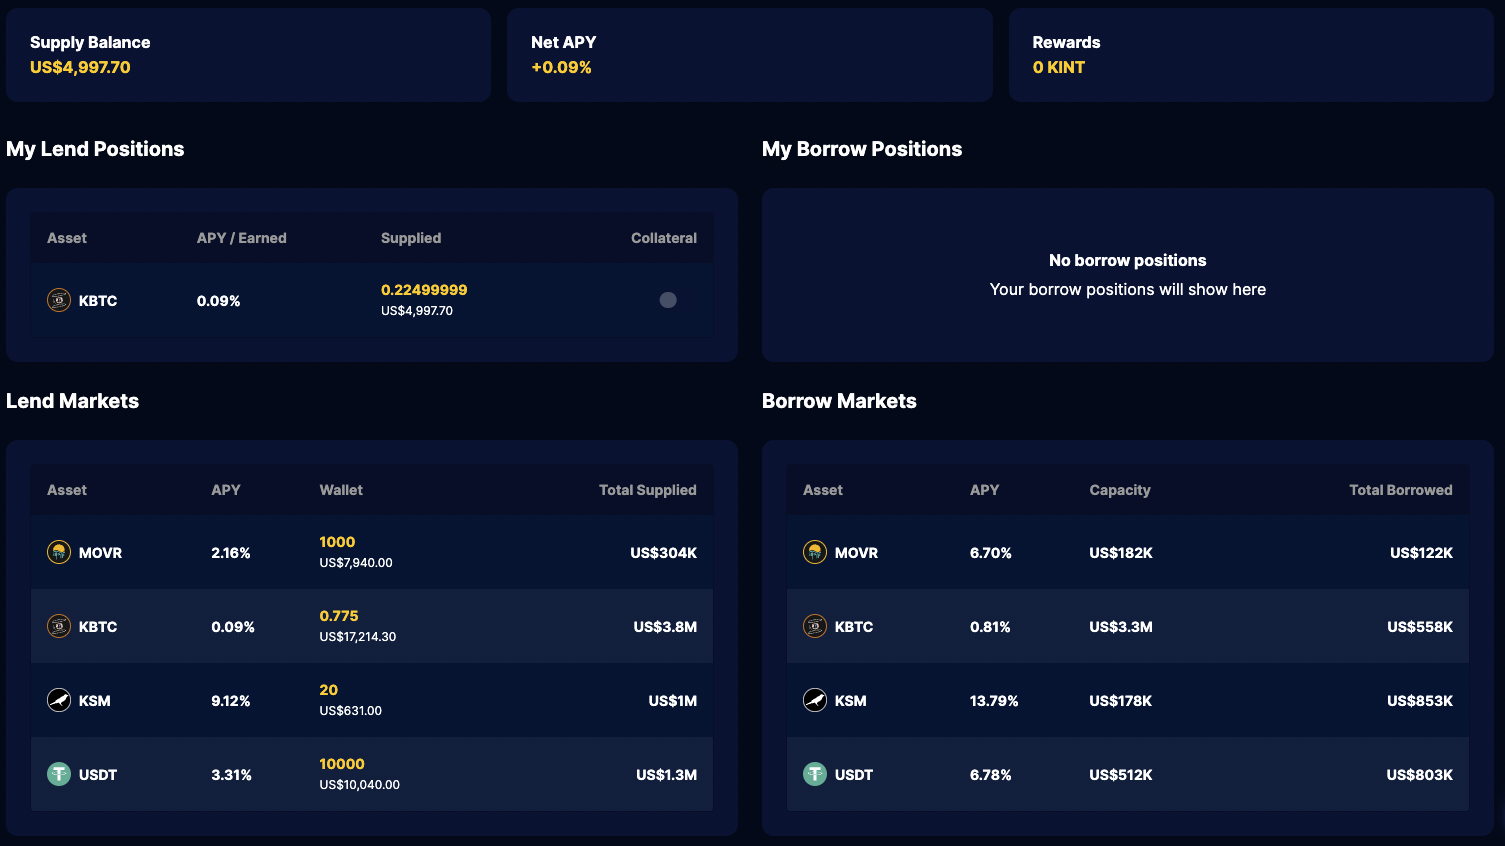 Supply Balance
US$4,997.70
Net APY
+0.09%
Rewards
0 KINT
My Lend Positions
Asset APY / Earned Supplied Collateral
KBTC 0.09% 0.22499999
US$4,997.70
My Borrow Positions
No borrow positions
Your borrow positions will show here
Lend Markets
Asset APY Wallet Total Supplied
MOVR 2.16% 1000 US$304K
US$7,940.00
KBTC 0.09% 0.775 US$3.8M
US$17,214.30
KSM 9.12% 20 US$1M
US$631.00
USDT 3.31% 10000 US$1.3M
US$10,040.00
Borrow Markets
Asset APY Capacity Total Borrowed
MOVR 6.70% US$182K US$122K
KBTC 0.81% US$3.3M US$558K
KSM 13.79% US$178K US$853K
USDT 6.78% US$512K US$803K